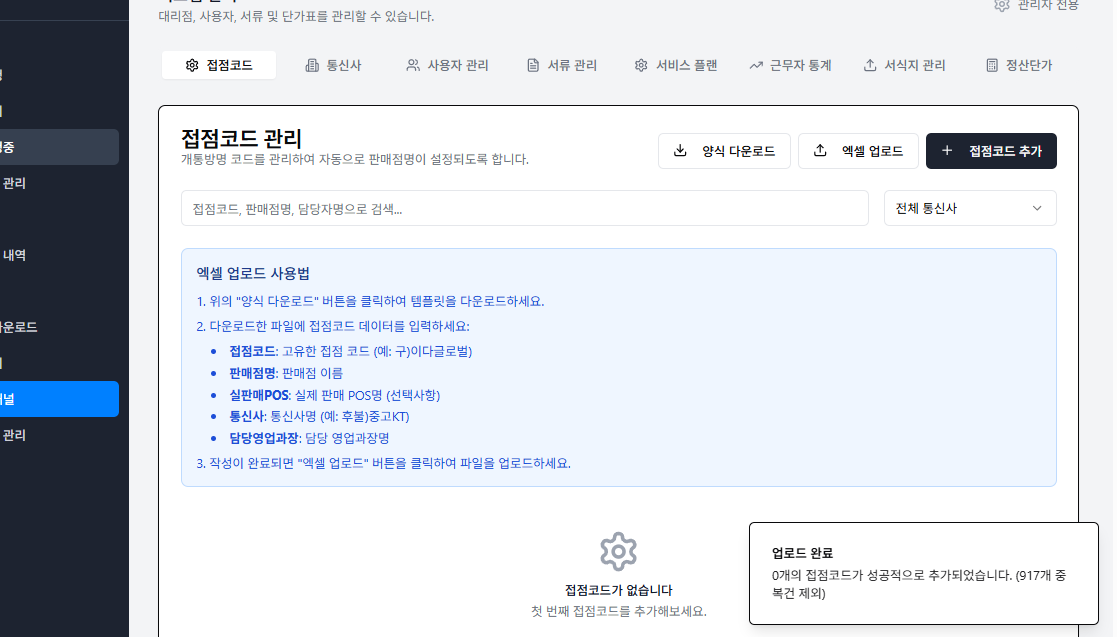 대리점, 사용자, 서류 및 단가표를 관리할 수 있습니다.
관리자 전용
접점코드
통신사
사용자 관리
서류 관리
서비스 플랜
근무자 통계
서식지 관리
정산단가
중
관리
내역
운로드
널
관리
접점코드 관리
개통방명 코드를 관리하여 자동으로 판매점명이 설정되도록 합니다.
양식 다운로드
엑셀 업로드
접점코드 추가
접점코드, 판매점명, 담당자명으로 검색...
전체 통신사
엑셀 업로드 사용법
1. 위의 "양식 다운로드" 버튼을 클릭하여 템플릿을 다운로드하세요.
2. 다운로드한 파일에 접점코드 데이터를 입력하세요:
• 접점코드: 고유한 접점 코드 (예: 구)이다글로벌)
• 판매점명: 판매점 이름
• 실판매POS: 실제 판매 POS명 (선택사항)
• 통신사: 통신사명 (예: 후불)중고KT)
• 담당영업과장: 담당 영업과장명
3. 작성이 완료되면 "엑셀 업로드" 버튼을 클릭하여 파일을 업로드하세요.
접점코드가 없습니다
첫 번째 접점코드를 추가해보세요.
업로드 완료
0개의 접점코드가 성공적으로 추가되었습니다. (917개 중
복건 제외)